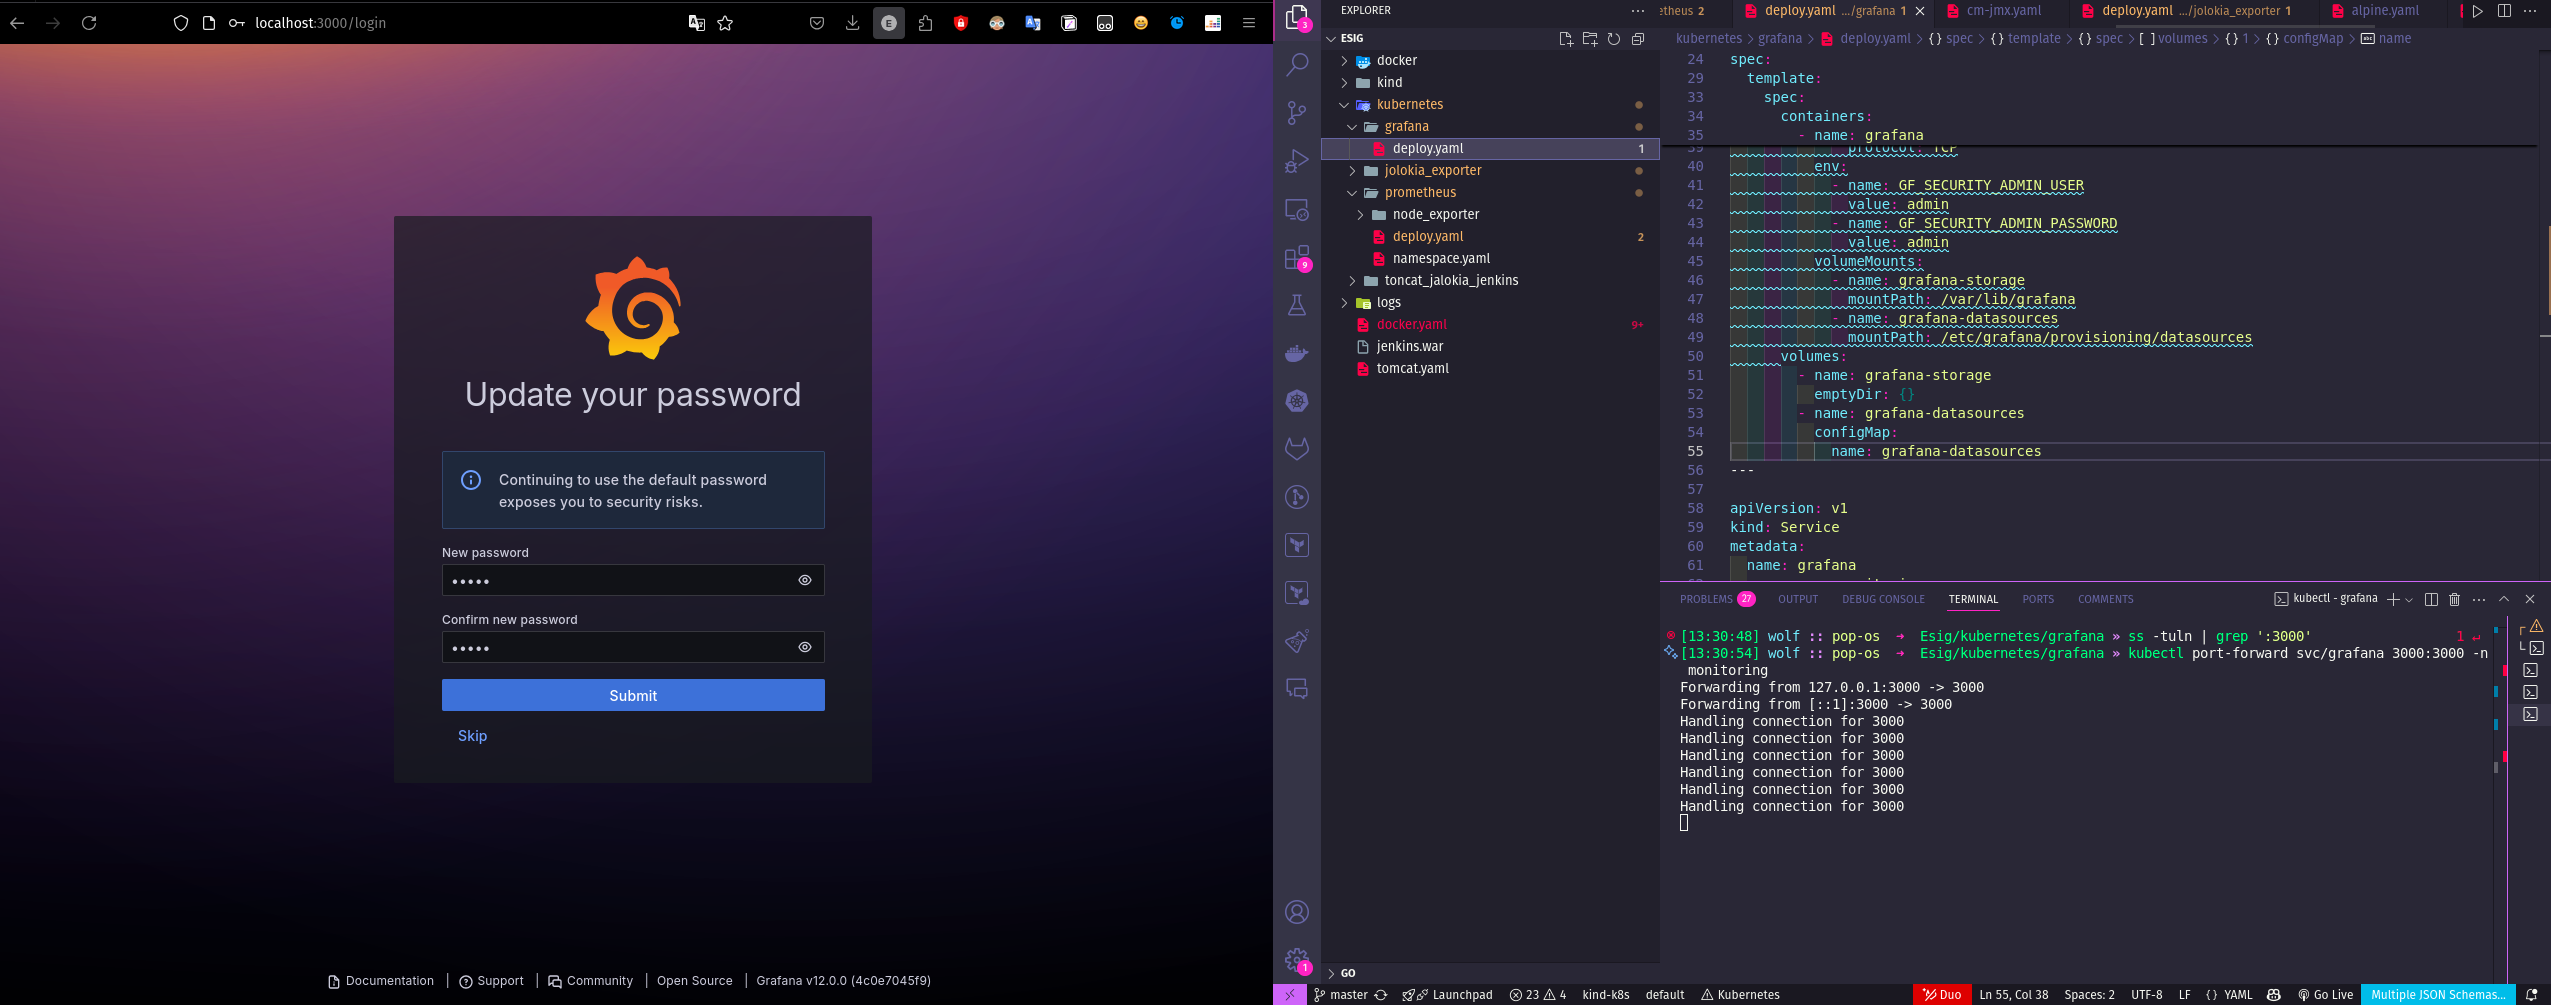 localhost:3000/login
Update your password
Continuing to use the default password
exposes you to security risks.
New password
•••••
Confirm new password
•••••
Submit
Skip
Documentation | Support | Community | Open Source | Grafana v12.0.0 (4c0e7045f9)
3
9
1
EXPLORER
ESIG
docker
kind
kubernetes
grafana
deploy.yaml 1
jolokia_exporter
prometheus
node_exporter
deploy.yaml 2
namespace.yaml
toncat_jalokia_jenkins
logs
docker.yaml 9+
jenkins.war
tomcat.yaml
GO
etheus 2 deploy.yaml .../grafana 1 cm-jmx.yaml deploy.yaml .../jolokia_exporter 1 alpine.yaml
kubernetes > grafana > deploy.yaml > {} spec > {} template > {} spec > [ ] volumes > {} 1 > {} configMap > name
24 spec:
29 template:
33 spec:
34 containers:
35 - name: grafana
39 protocol: TCP
40 env:
41 - name: GF_SECURITY_ADMIN_USER
42 value: admin
43 - name: GF_SECURITY_ADMIN_PASSWORD
44 value: admin
45 volumeMounts:
46 - name: grafana-storage
47 mountPath: /var/lib/grafana
48 - name: grafana-datasources
49 mountPath: /etc/grafana/provisioning/datasources
50 volumes:
51 - name: grafana-storage
52 emptyDir: {}
53 - name: grafana-datasources
54 configMap:
55 name: grafana-datasources
56 ---
57
58 apiVersion: v1
59 kind: Service
60 metadata:
61 name: grafana
PROBLEMS 27 OUTPUT DEBUG CONSOLE TERMINAL PORTS COMMENTS kubectl - grafana
[13:30:48] wolf :: pop-os → Esig/kubernetes/grafana » ss -tuln | grep ':3000' 1 ↵
[13:30:54] wolf :: pop-os → Esig/kubernetes/grafana » kubectl port-forward svc/grafana 3000:3000 -n
monitoring
Forwarding from 127.0.0.1:3000 -> 3000
Forwarding from [::1]:3000 -> 3000
Handling connection for 3000
Handling connection for 3000
Handling connection for 3000
Handling connection for 3000
Handling connection for 3000
Handling connection for 3000
master Launchpad 23 4 kind-k8s default Kubernetes Duo Ln 55, Col 38 Spaces: 2 UTF-8 LF {} YAML Go Live Multiple JSON Schemas...